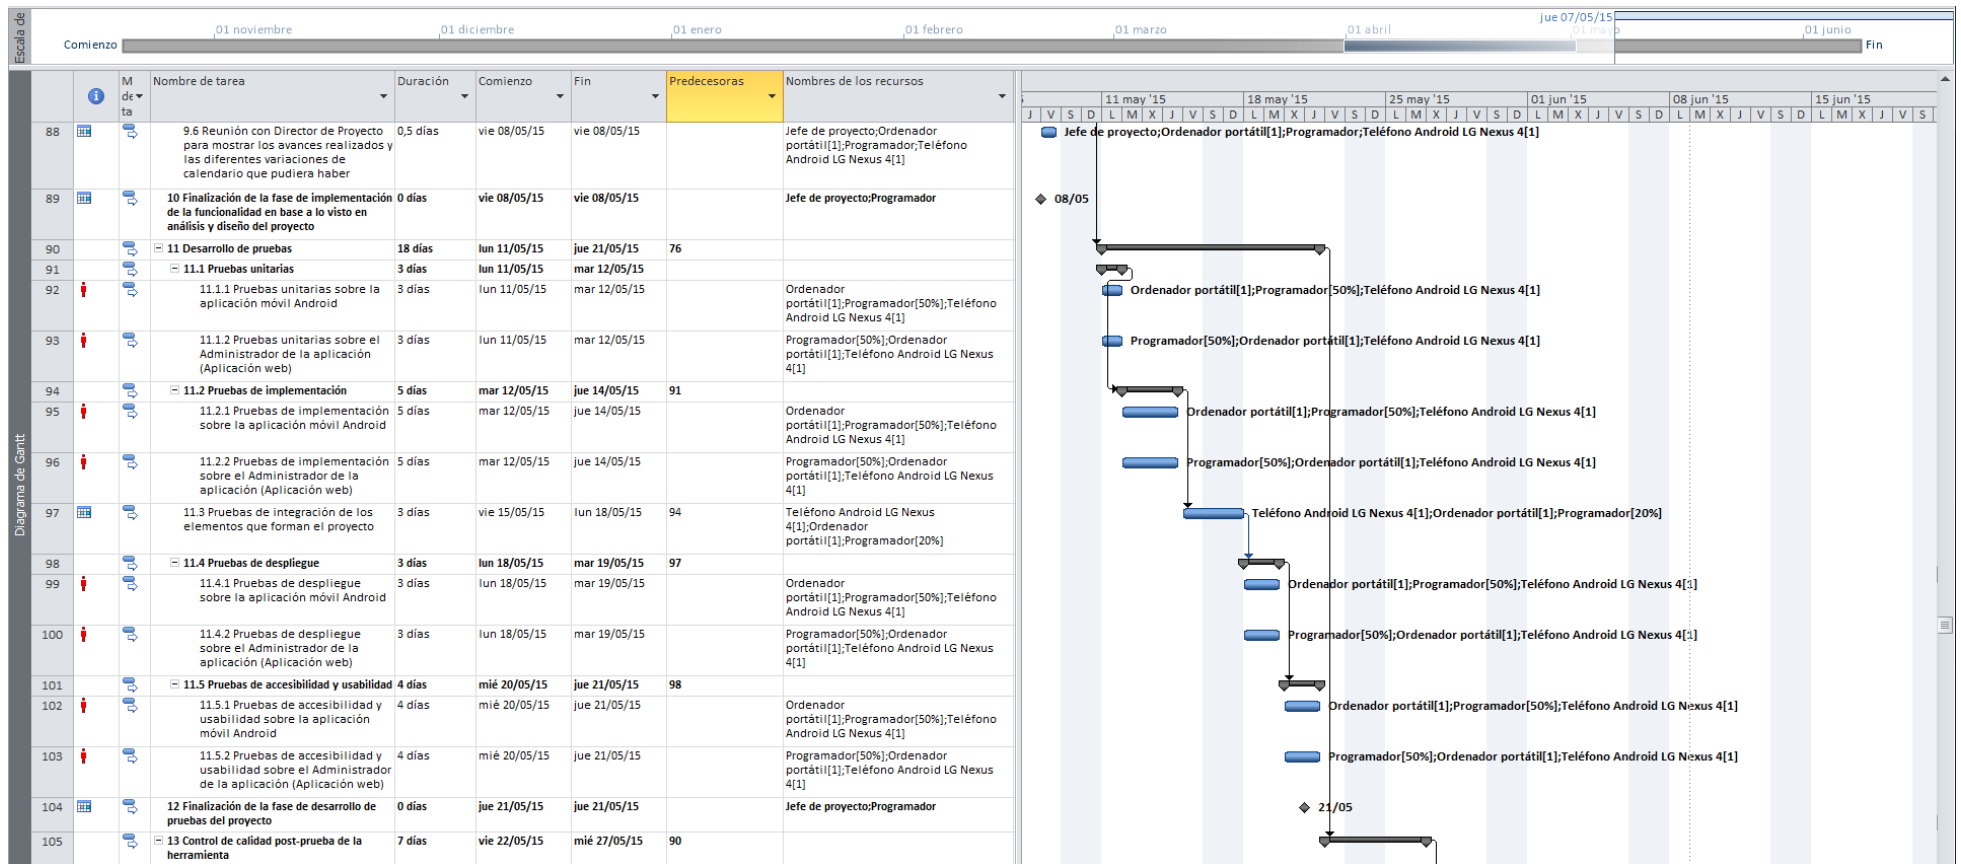 Escala de
jue 07/05/15
01 noviembre 01 diciembre 01 enero 01 febrero 01 marzo 01 abril 01 mayo 01 junio
Comienzo Fin
Diagrama de Gantt
M de ta Nombre de tarea Duración Comienzo Fin Predecesoras Nombres de los recursos
11 may '15 18 may '15 25 may '15 01 jun '15 08 jun '15 15 jun '15
J V S D L M X J V S D L M X J V S D L M X J V S D L M X J V S D L M X J V S D L M X J V S
88 9.6 Reunión con Director de Proyecto 0,5 días vie 08/05/15 vie 08/05/15 Jefe de proyecto;Ordenador
para mostrar los avances realizados y portátil[1];Programador;Teléfono
las diferentes variaciones de Android LG Nexus 4[1]
calendario que pudiera haber
Jefe de proyecto;Ordenador portátil[1];Programador;Teléfono Android LG Nexus 4[1]
89 10 Finalización de la fase de implementación 0 días vie 08/05/15 vie 08/05/15 Jefe de proyecto;Programador
de la funcionalidad en base a lo visto en
análisis y diseño del proyecto
08/05
90 11 Desarrollo de pruebas 18 días lun 11/05/15 jue 21/05/15 76
91 11.1 Pruebas unitarias 3 días lun 11/05/15 mar 12/05/15
92 11.1.1 Pruebas unitarias sobre la 3 días lun 11/05/15 mar 12/05/15 Ordenador
aplicación móvil Android portátil[1];Programador[50%];Teléfono
Android LG Nexus 4[1]
Ordenador portátil[1];Programador[50%];Teléfono Android LG Nexus 4[1]
93 11.1.2 Pruebas unitarias sobre el 3 días lun 11/05/15 mar 12/05/15 Programador[50%];Ordenador
Administrador de la aplicación portátil[1];Teléfono Android LG Nexus
(Aplicación web) 4[1]
Programador[50%];Ordenador portátil[1];Teléfono Android LG Nexus 4[1]
94 11.2 Pruebas de implementación 5 días mar 12/05/15 jue 14/05/15 91
95 11.2.1 Pruebas de implementación 5 días mar 12/05/15 jue 14/05/15 Ordenador
sobre la aplicación móvil Android portátil[1];Programador[50%];Teléfono
Android LG Nexus 4[1]
Ordenador portátil[1];Programador[50%];Teléfono Android LG Nexus 4[1]
96 11.2.2 Pruebas de implementación 5 días mar 12/05/15 jue 14/05/15 Programador[50%];Ordenador
sobre el Administrador de la portátil[1];Teléfono Android LG Nexus
aplicación (Aplicación web) 4[1]
Programador[50%];Ordenador portátil[1];Teléfono Android LG Nexus 4[1]
97 11.3 Pruebas de integración de los 3 días vie 15/05/15 lun 18/05/15 94 Teléfono Android LG Nexus
elementos que forman el proyecto 4[1];Ordenador
portátil[1];Programador[20%]
Teléfono Android LG Nexus 4[1];Ordenador portátil[1];Programador[20%]
98 11.4 Pruebas de despliegue 3 días lun 18/05/15 mar 19/05/15 97
99 11.4.1 Pruebas de despliegue 3 días lun 18/05/15 mar 19/05/15 Ordenador
sobre la aplicación móvil Android portátil[1];Programador[50%];Teléfono
Android LG Nexus 4[1]
Ordenador portátil[1];Programador[50%];Teléfono Android LG Nexus 4[1]
100 11.4.2 Pruebas de despliegue 3 días lun 18/05/15 mar 19/05/15 Programador[50%];Ordenador
sobre el Administrador de la portátil[1];Teléfono Android LG Nexus
aplicación (Aplicación web) 4[1]
Programador[50%];Ordenador portátil[1];Teléfono Android LG Nexus 4[1]
101 11.5 Pruebas de accesibilidad y usabilidad 4 días mié 20/05/15 jue 21/05/15 98
102 11.5.1 Pruebas de accesibilidad y 4 días mié 20/05/15 jue 21/05/15 Ordenador
usabilidad sobre la aplicación portátil[1];Programador[50%];Teléfono
móvil Android Android LG Nexus 4[1]
Ordenador portátil[1];Programador[50%];Teléfono Android LG Nexus 4[1]
103 11.5.2 Pruebas de accesibilidad y 4 días mié 20/05/15 jue 21/05/15 Programador[50%];Ordenador
usabilidad sobre el Administrador portátil[1];Teléfono Android LG Nexus
de la aplicación (Aplicación web) 4[1]
Programador[50%];Ordenador portátil[1];Teléfono Android LG Nexus 4[1]
104 12 Finalización de la fase de desarrollo de 0 días jue 21/05/15 jue 21/05/15 Jefe de proyecto;Programador
pruebas del proyecto
21/05
105 13 Control de calidad post-prueba de la 7 días vie 22/05/15 mié 27/05/15 90
herramienta